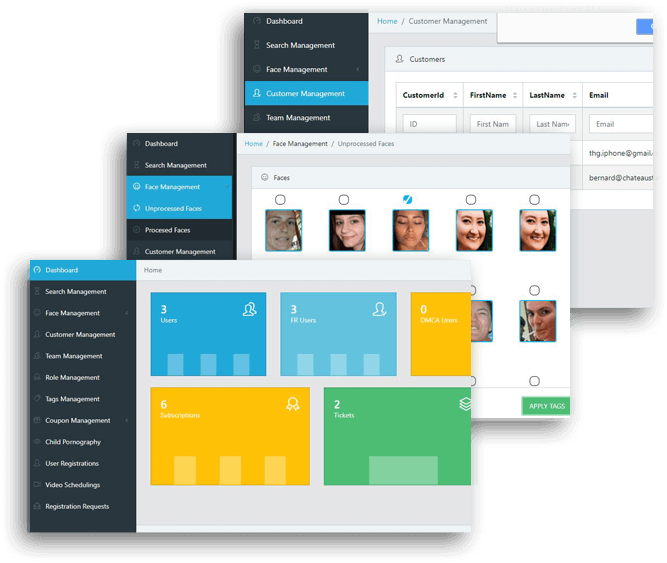 Dashboard
Search Management
Face Management
Customer Management
Team Management
Home / Customer Management
Customers
CustomerId FirstName LastName Email
ID First Nam Last Name Email
thg.iphone@gmail
bernard@chateaust
Dashboard
Search Management
Face Management
Unprocessed Faces
Procesed Faces
Customer Management
Home / Face Management / Unprocessed Faces
Faces
APPLY TAGS
Dashboard
Search Management
Face Management
Customer Management
Team Management
Role Management
Tags Management
Coupon Management
Child Pornography
User Registrations
Video Schedulings
Registration Requests
Home
3
Users
3
FR Users
0
DMCA Users
6
Subscriptions
2
Tickets